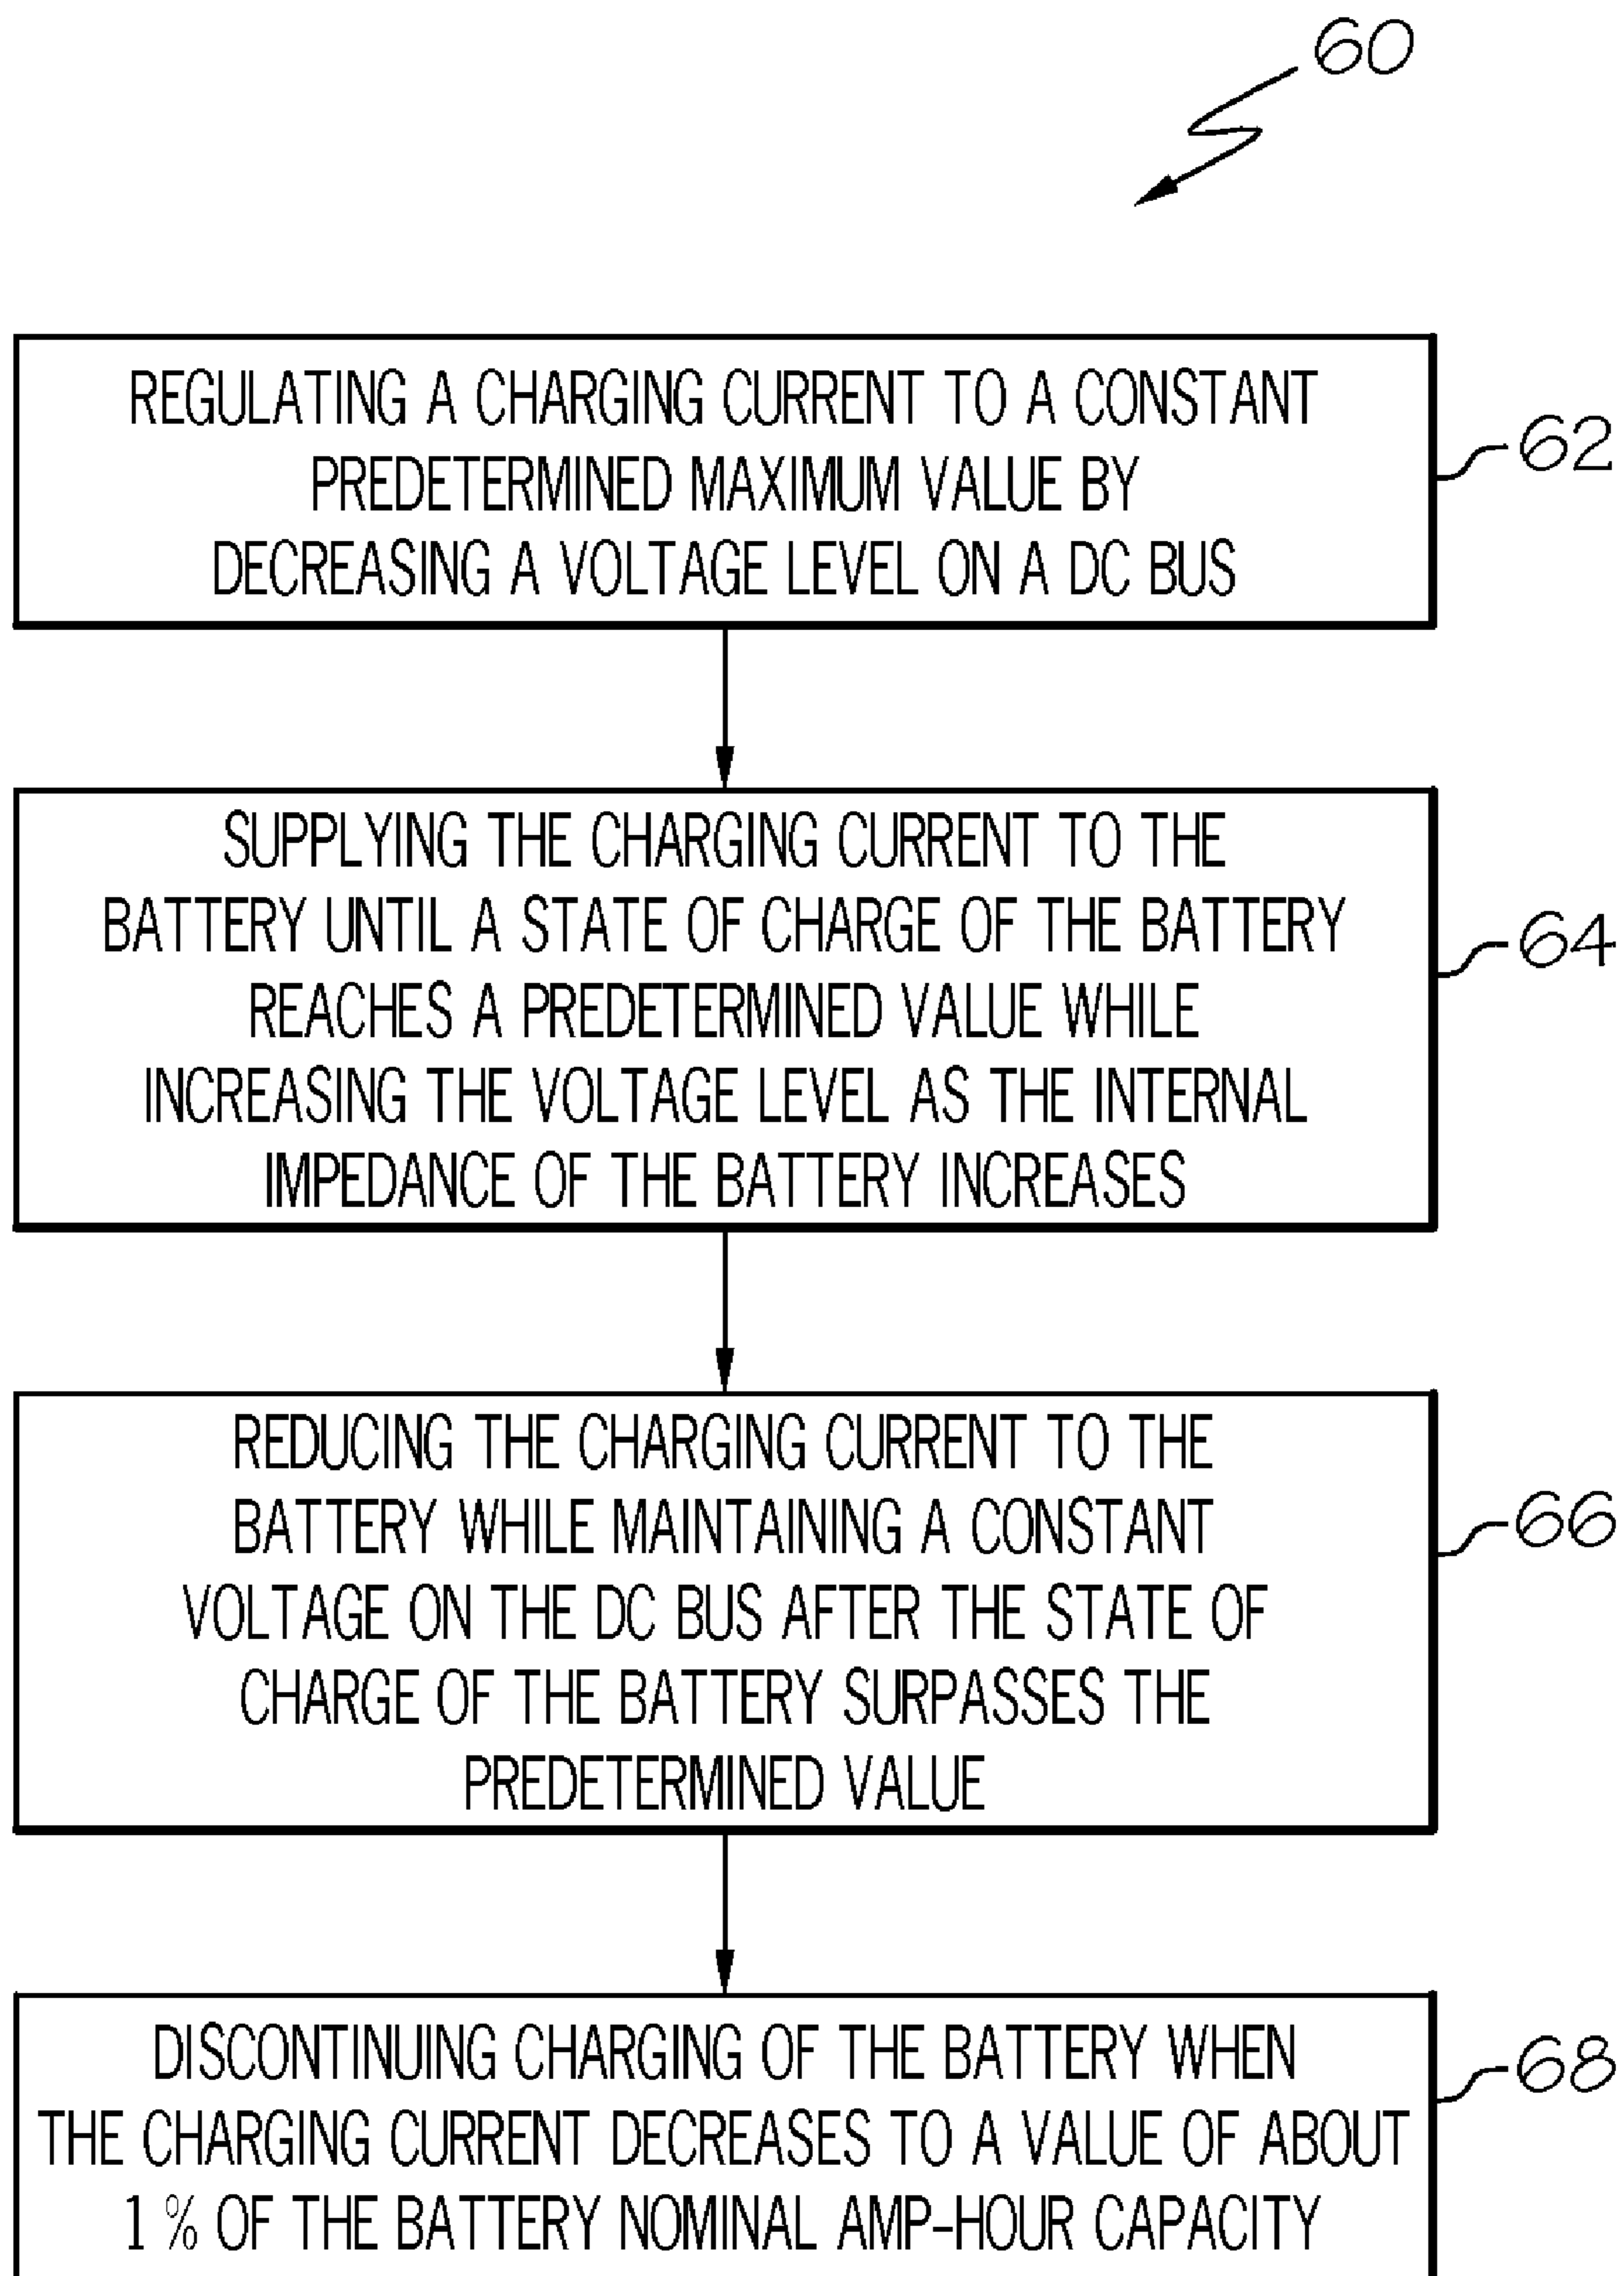 60
REGULATING A CHARGING CURRENT TO A CONSTANT
PREDETERMINED MAXIMUM VALUE BY
DECREASING A VOLTAGE LEVEL ON A DC BUS
62
SUPPLYING THE CHARGING CURRENT TO THE
BATTERY UNTIL A STATE OF CHARGE OF THE BATTERY
REACHES A PREDETERMINED VALUE WHILE
INCREASING THE VOLTAGE LEVEL AS THE INTERNAL
IMPEDANCE OF THE BATTERY INCREASES
64
REDUCING THE CHARGING CURRENT TO THE
BATTERY WHILE MAINTAINING A CONSTANT
VOLTAGE ON THE DC BUS AFTER THE STATE OF
CHARGE OF THE BATTERY SURPASSES THE
PREDETERMINED VALUE
66
DISCONTINUING CHARGING OF THE BATTERY WHEN
THE CHARGING CURRENT DECREASES TO A VALUE OF ABOUT
1 % OF THE BATTERY NOMINAL AMP-HOUR CAPACITY
68